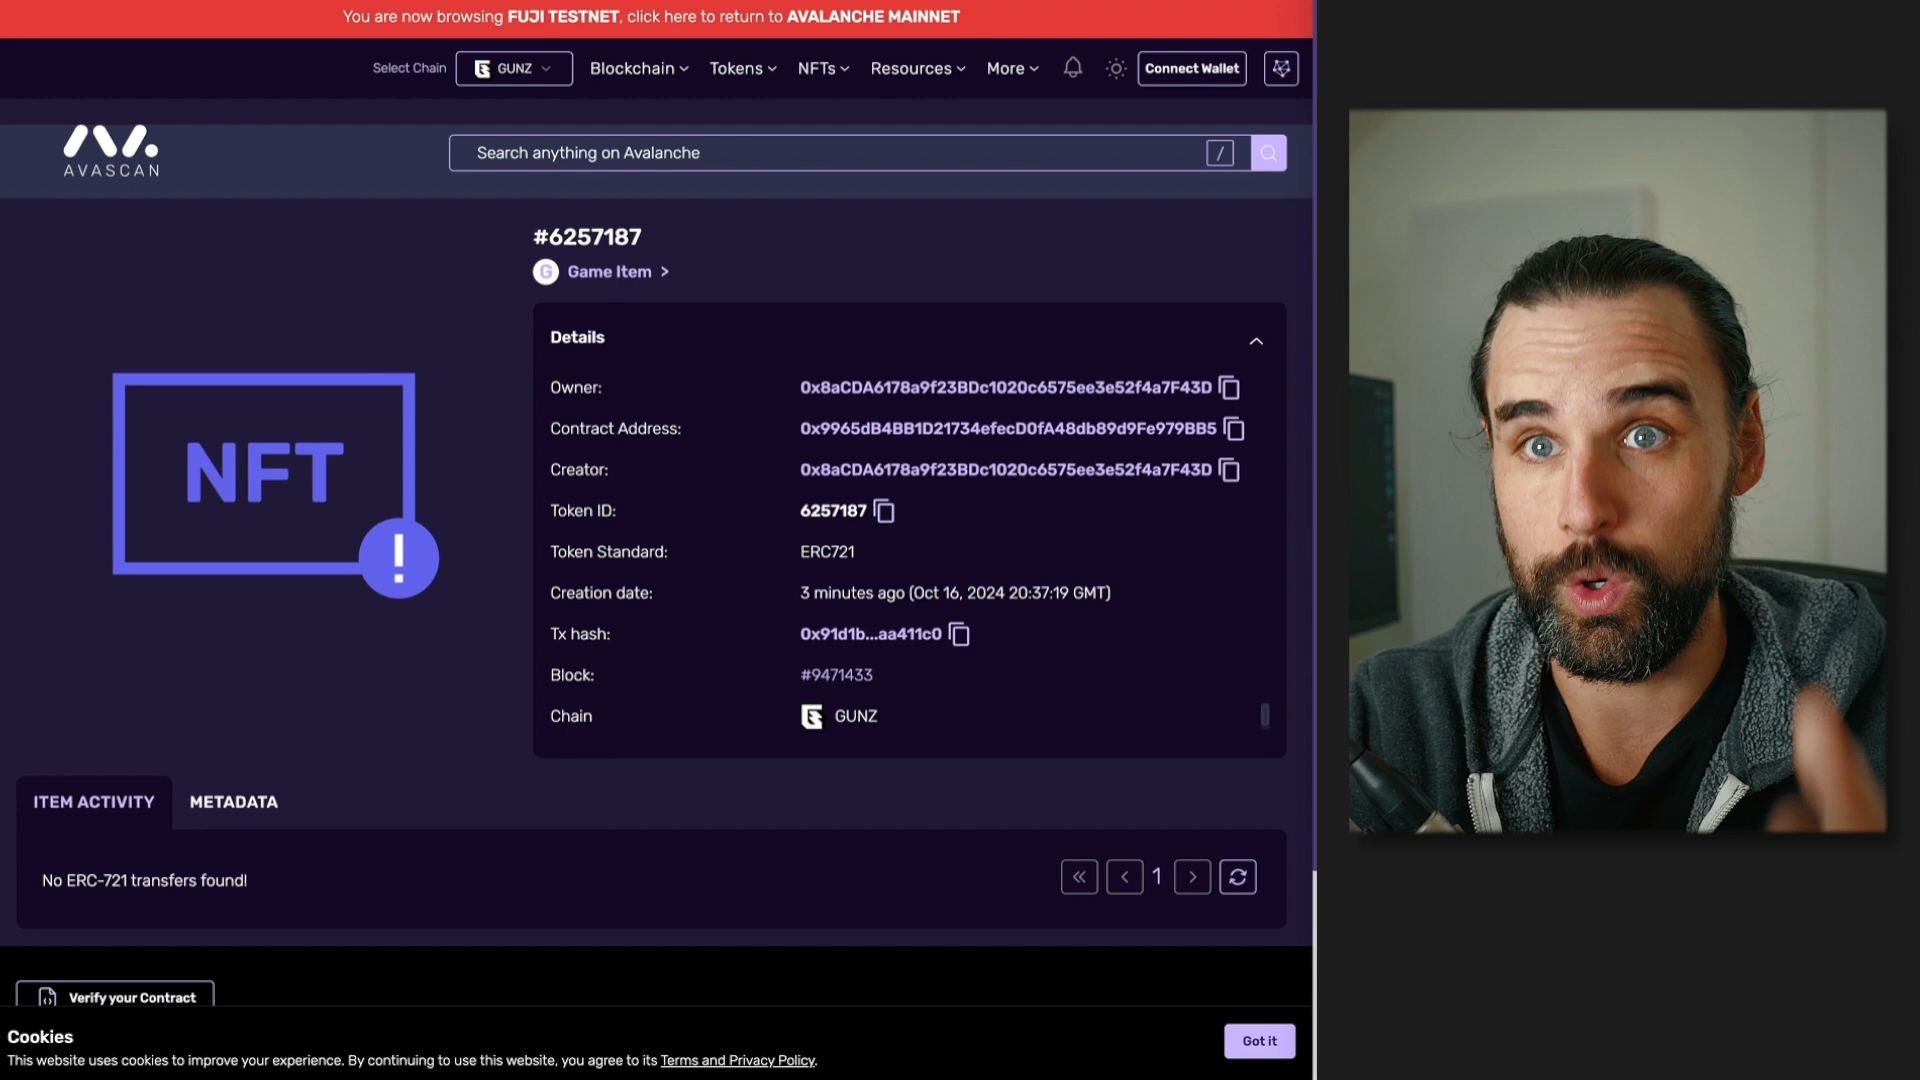 You are now browsing FUJI TESTNET, click here to return to AVALANCHE MAINNET
Select Chain
GUNZ
Blockchain
Tokens
NFTs
Resources
More
Connect Wallet
AVASCAN
Search anything on Avalanche
/
#6257187
G
Game Item >
Details
Owner:
0x8aCDA6178a9f23BDc1020c6575ee3e52f4a7F43D
Contract Address:
0x9965dB4BB1D21734efecD0fA48db89d9Fe979BB5
Creator:
0x8aCDA6178a9f23BDc1020c6575ee3e52f4a7F43D
Token ID:
6257187
Token Standard:
ERC721
Creation date:
3 minutes ago (Oct 16, 2024 20:37:19 GMT)
Tx hash:
0x91d1b...aa411c0
Block:
#9471433
Chain
GUNZ
NFT
!
ITEM ACTIVITY
METADATA
No ERC-721 transfers found!
1
Verify your Contract
Cookies
This website uses cookies to improve your experience. By continuing to use this website, you agree to its Terms and Privacy Policy.
Got it